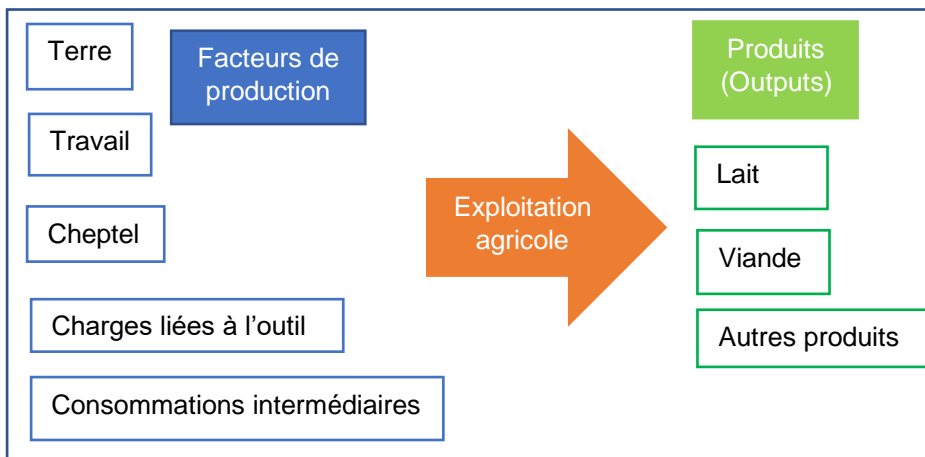 Terre
Facteurs de
production
Travail
Cheptel
Charges liées à l’outil
Consommations intermédiaires
Exploitation
agricole
Produits
(Outputs)
Lait
Viande
Autres produits